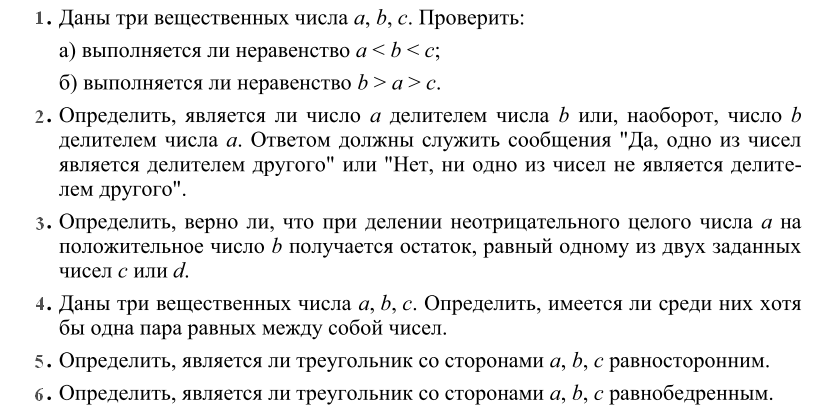 1. Даны три вещественных числа a, b, c. Проверить:
а) выполняется ли неравенство a < b < c;
б) выполняется ли неравенство b > a > c.
2. Определить, является ли число a делителем числа b или, наоборот, число b
делителем числа a. Ответом должны служить сообщения "Да, одно из чисел
является делителем другого" или "Нет, ни одно из чисел не является делите-
лем другого".
3. Определить, верно ли, что при делении неотрицательного целого числа a на
положительное число b получается остаток, равный одному из двух заданных
чисел c или d.
4. Даны три вещественных числа a, b, c. Определить, имеется ли среди них хотя
бы одна пара равных между собой чисел.
5. Определить, является ли треугольник со сторонами a, b, c равносторонним.
6. Определить, является ли треугольник со сторонами a, b, c равнобедренным.